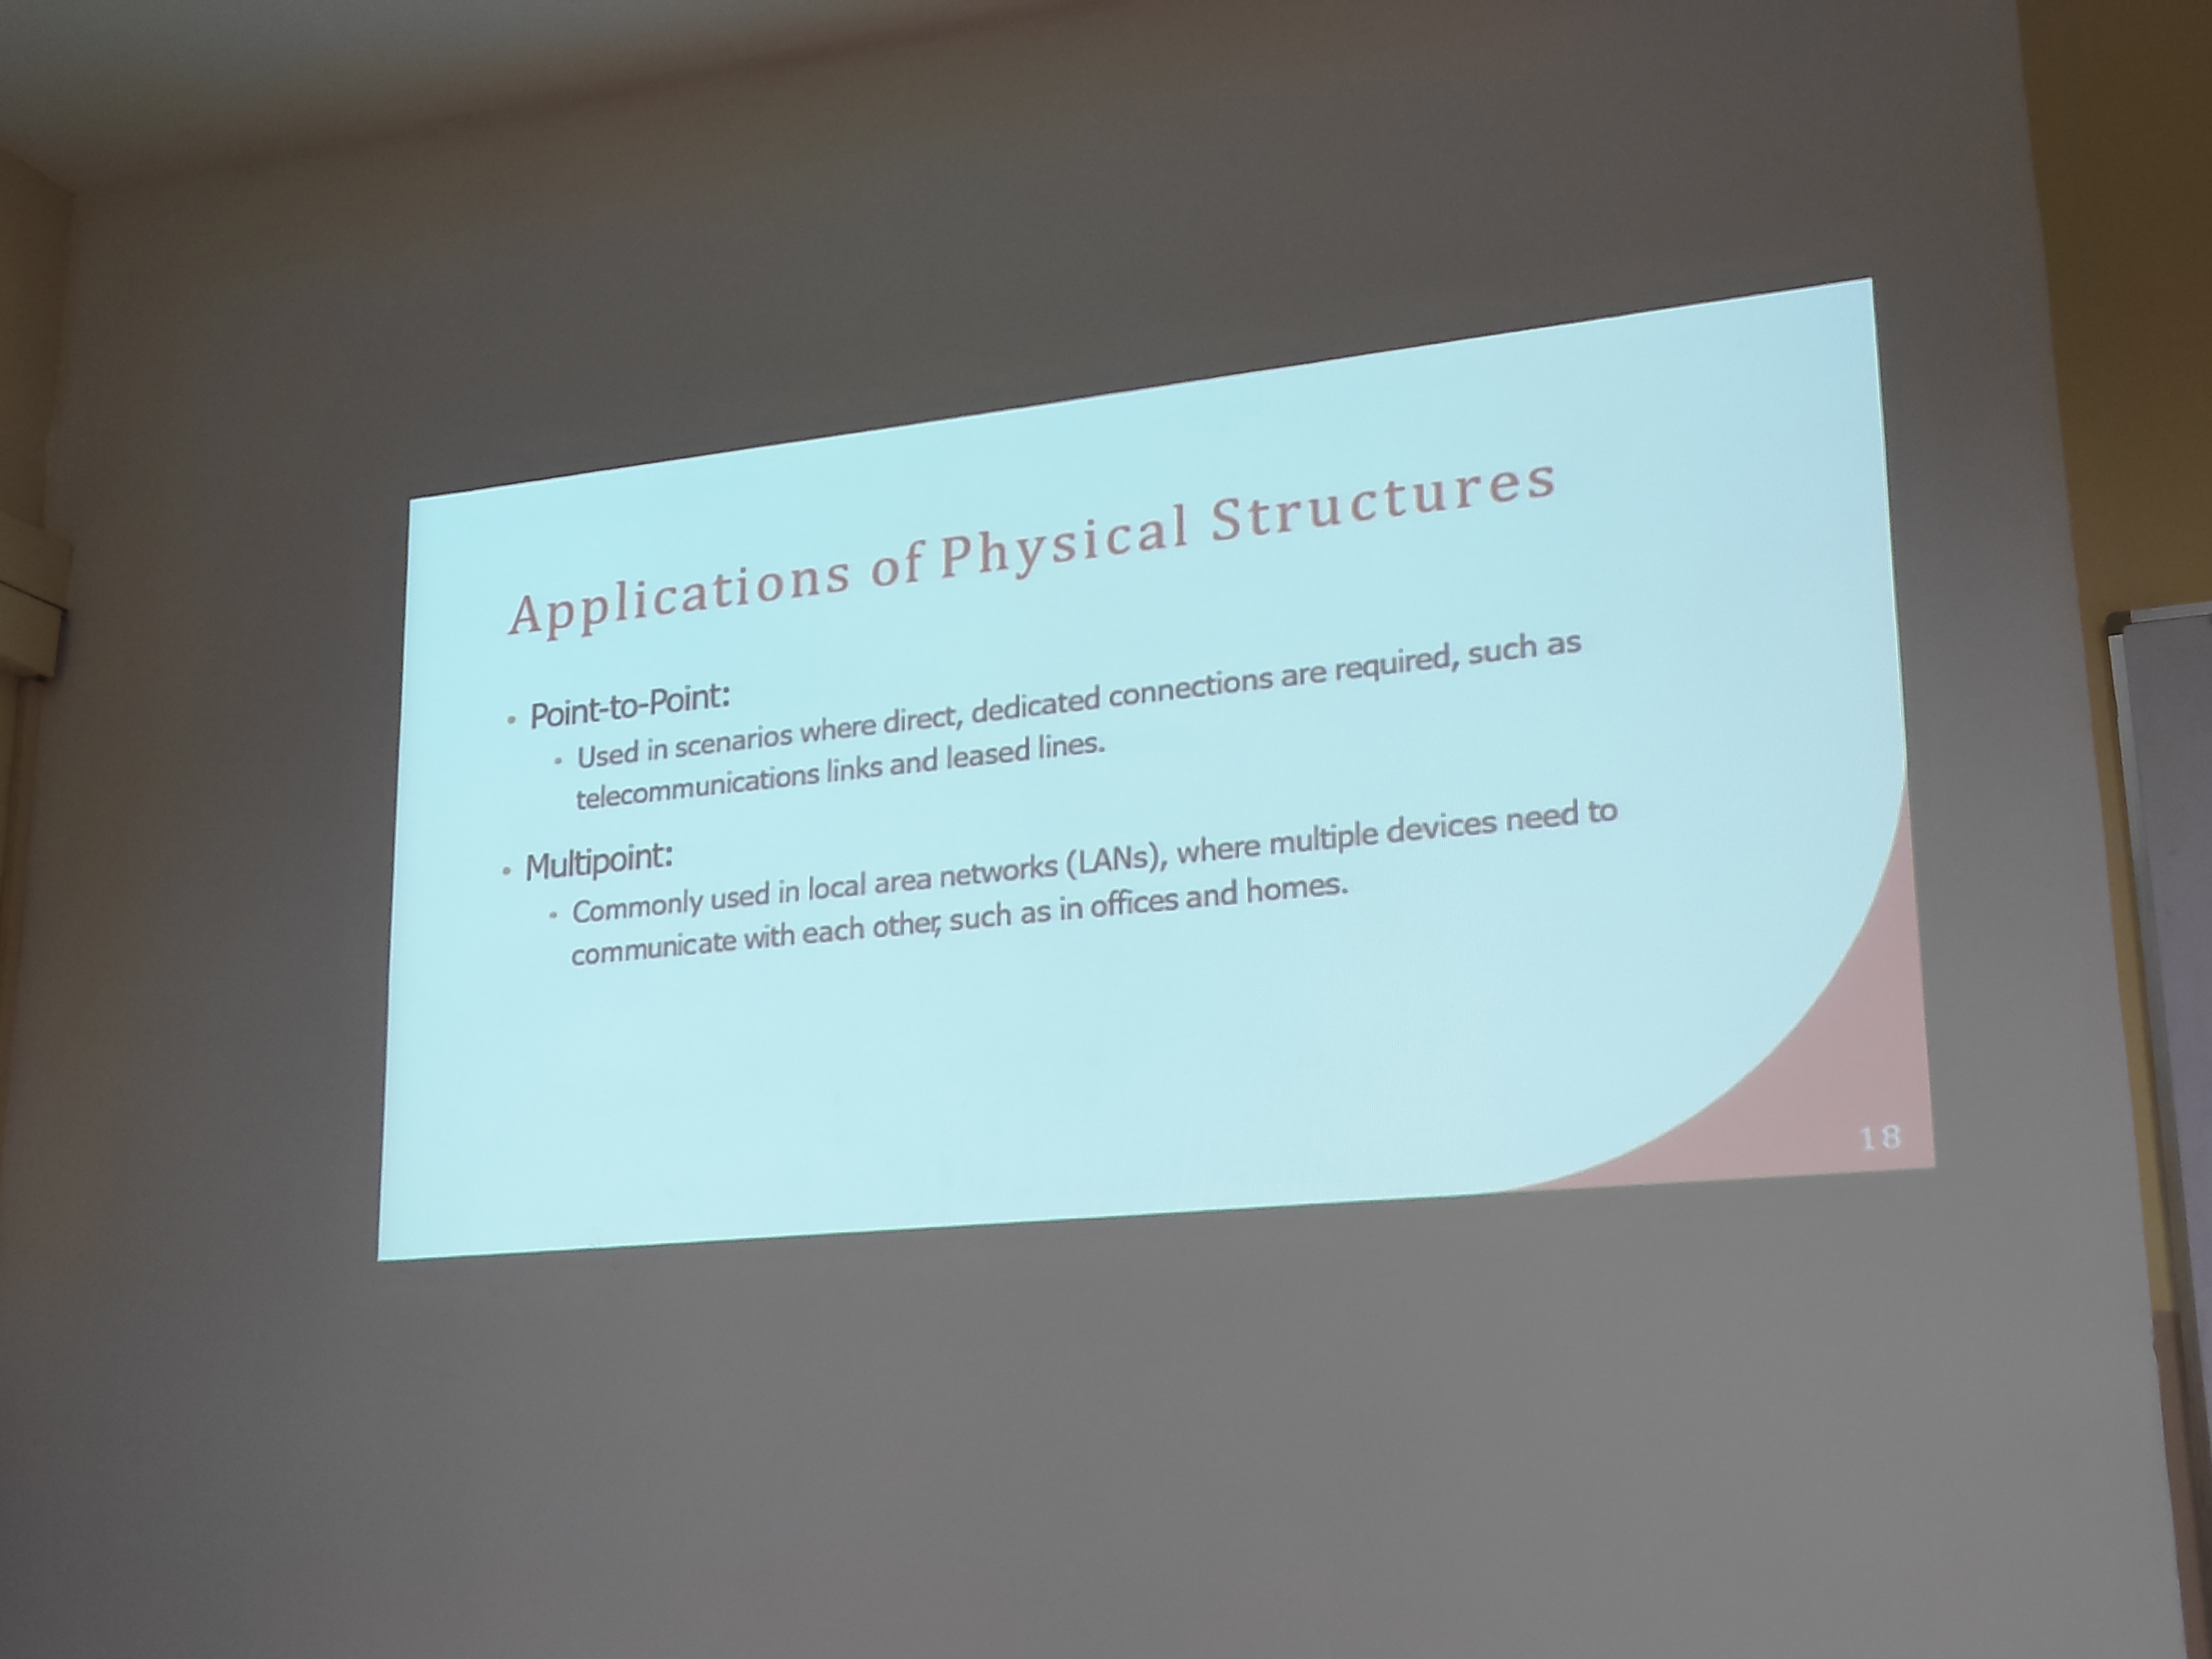 Applications of Physical Structures
• Point-to-Point:
• Used in scenarios where direct, dedicated connections are required, such as
telecommunications links and leased lines.
• Multipoint:
• Commonly used in local area networks (LANs), where multiple devices need to
communicate with each other, such as in offices and homes.
18